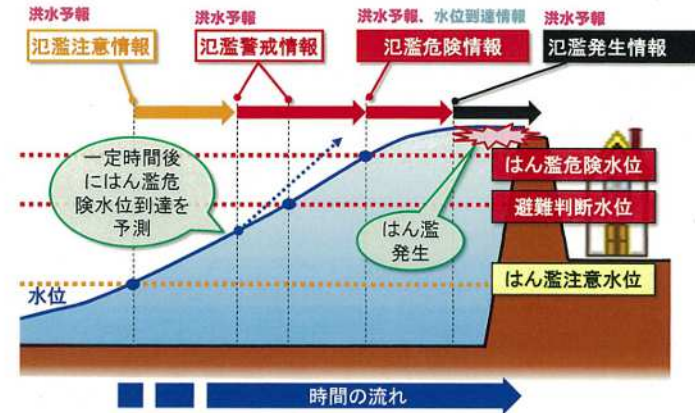 洪水予報
氾濫注意情報
洪水予報
氾濫警戒情報
洪水予報、水位到達情報
氾濫危険情報
洪水予報
氾濫発生情報
一定時間後
にはん濫危
険水位到達を
予測
はん濫
発生
はん濫危険水位
避難判断水位
はん濫注意水位
水位
時間の流れ